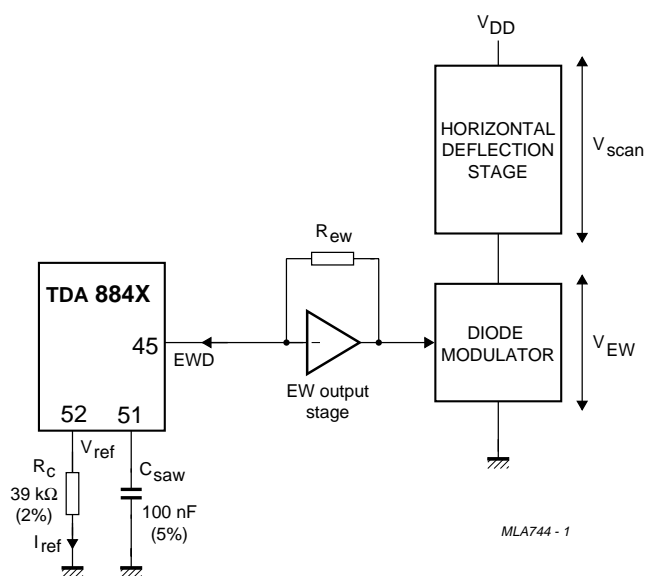 VDD
HORIZONTAL
DEFLECTION
STAGE
Vscan
Rew
TDA 884X
45
EWD
−
EW output
stage
DIODE
MODULATOR
VEW
52
51
Vref
RC
39 kΩ
(2%)
Iref
Csaw
100 nF
(5%)
MLA744 - 1